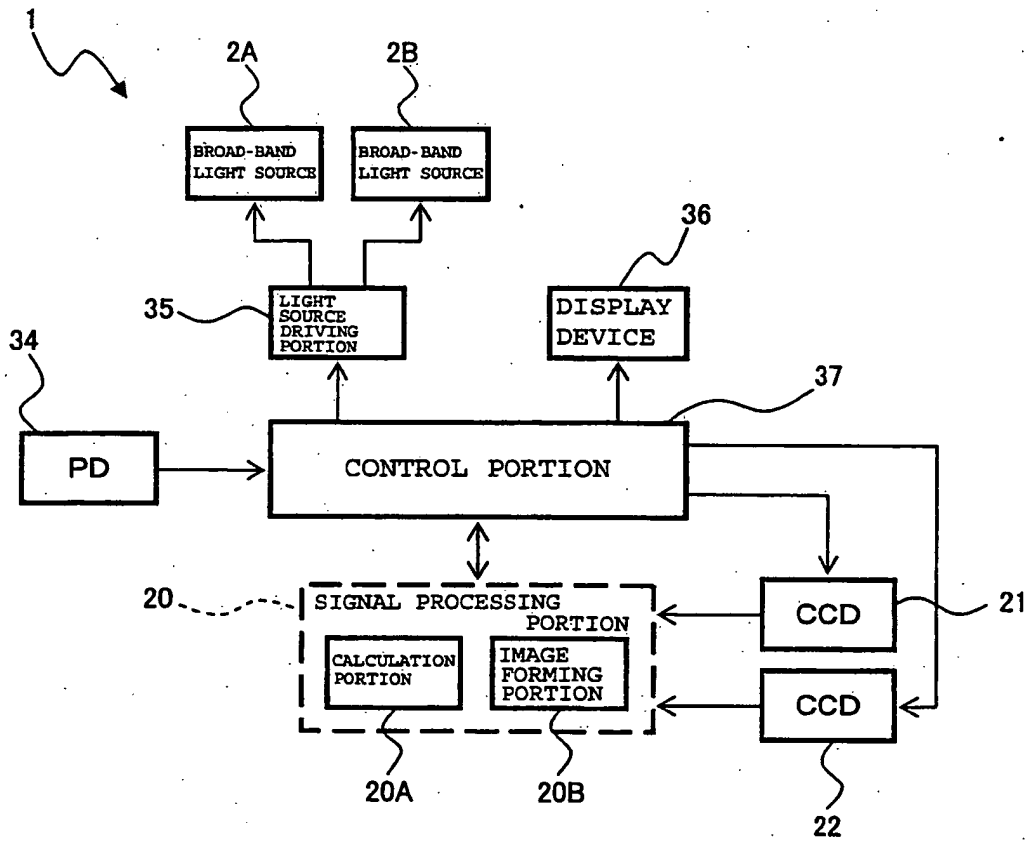 1
2A
2B
BROAD-BAND
LIGHT SOURCE
BROAD-BAND
LIGHT SOURCE
36
35
LIGHT
SOURCE
DRIVING
PORTION
DISPLAY
DEVICE
34
37
PD
CONTROL PORTION
20
SIGNAL PROCESSING
PORTION
CCD
21
CALCULATION
PORTION
IMAGE
FORMING
PORTION
CCD
20A
20B
22